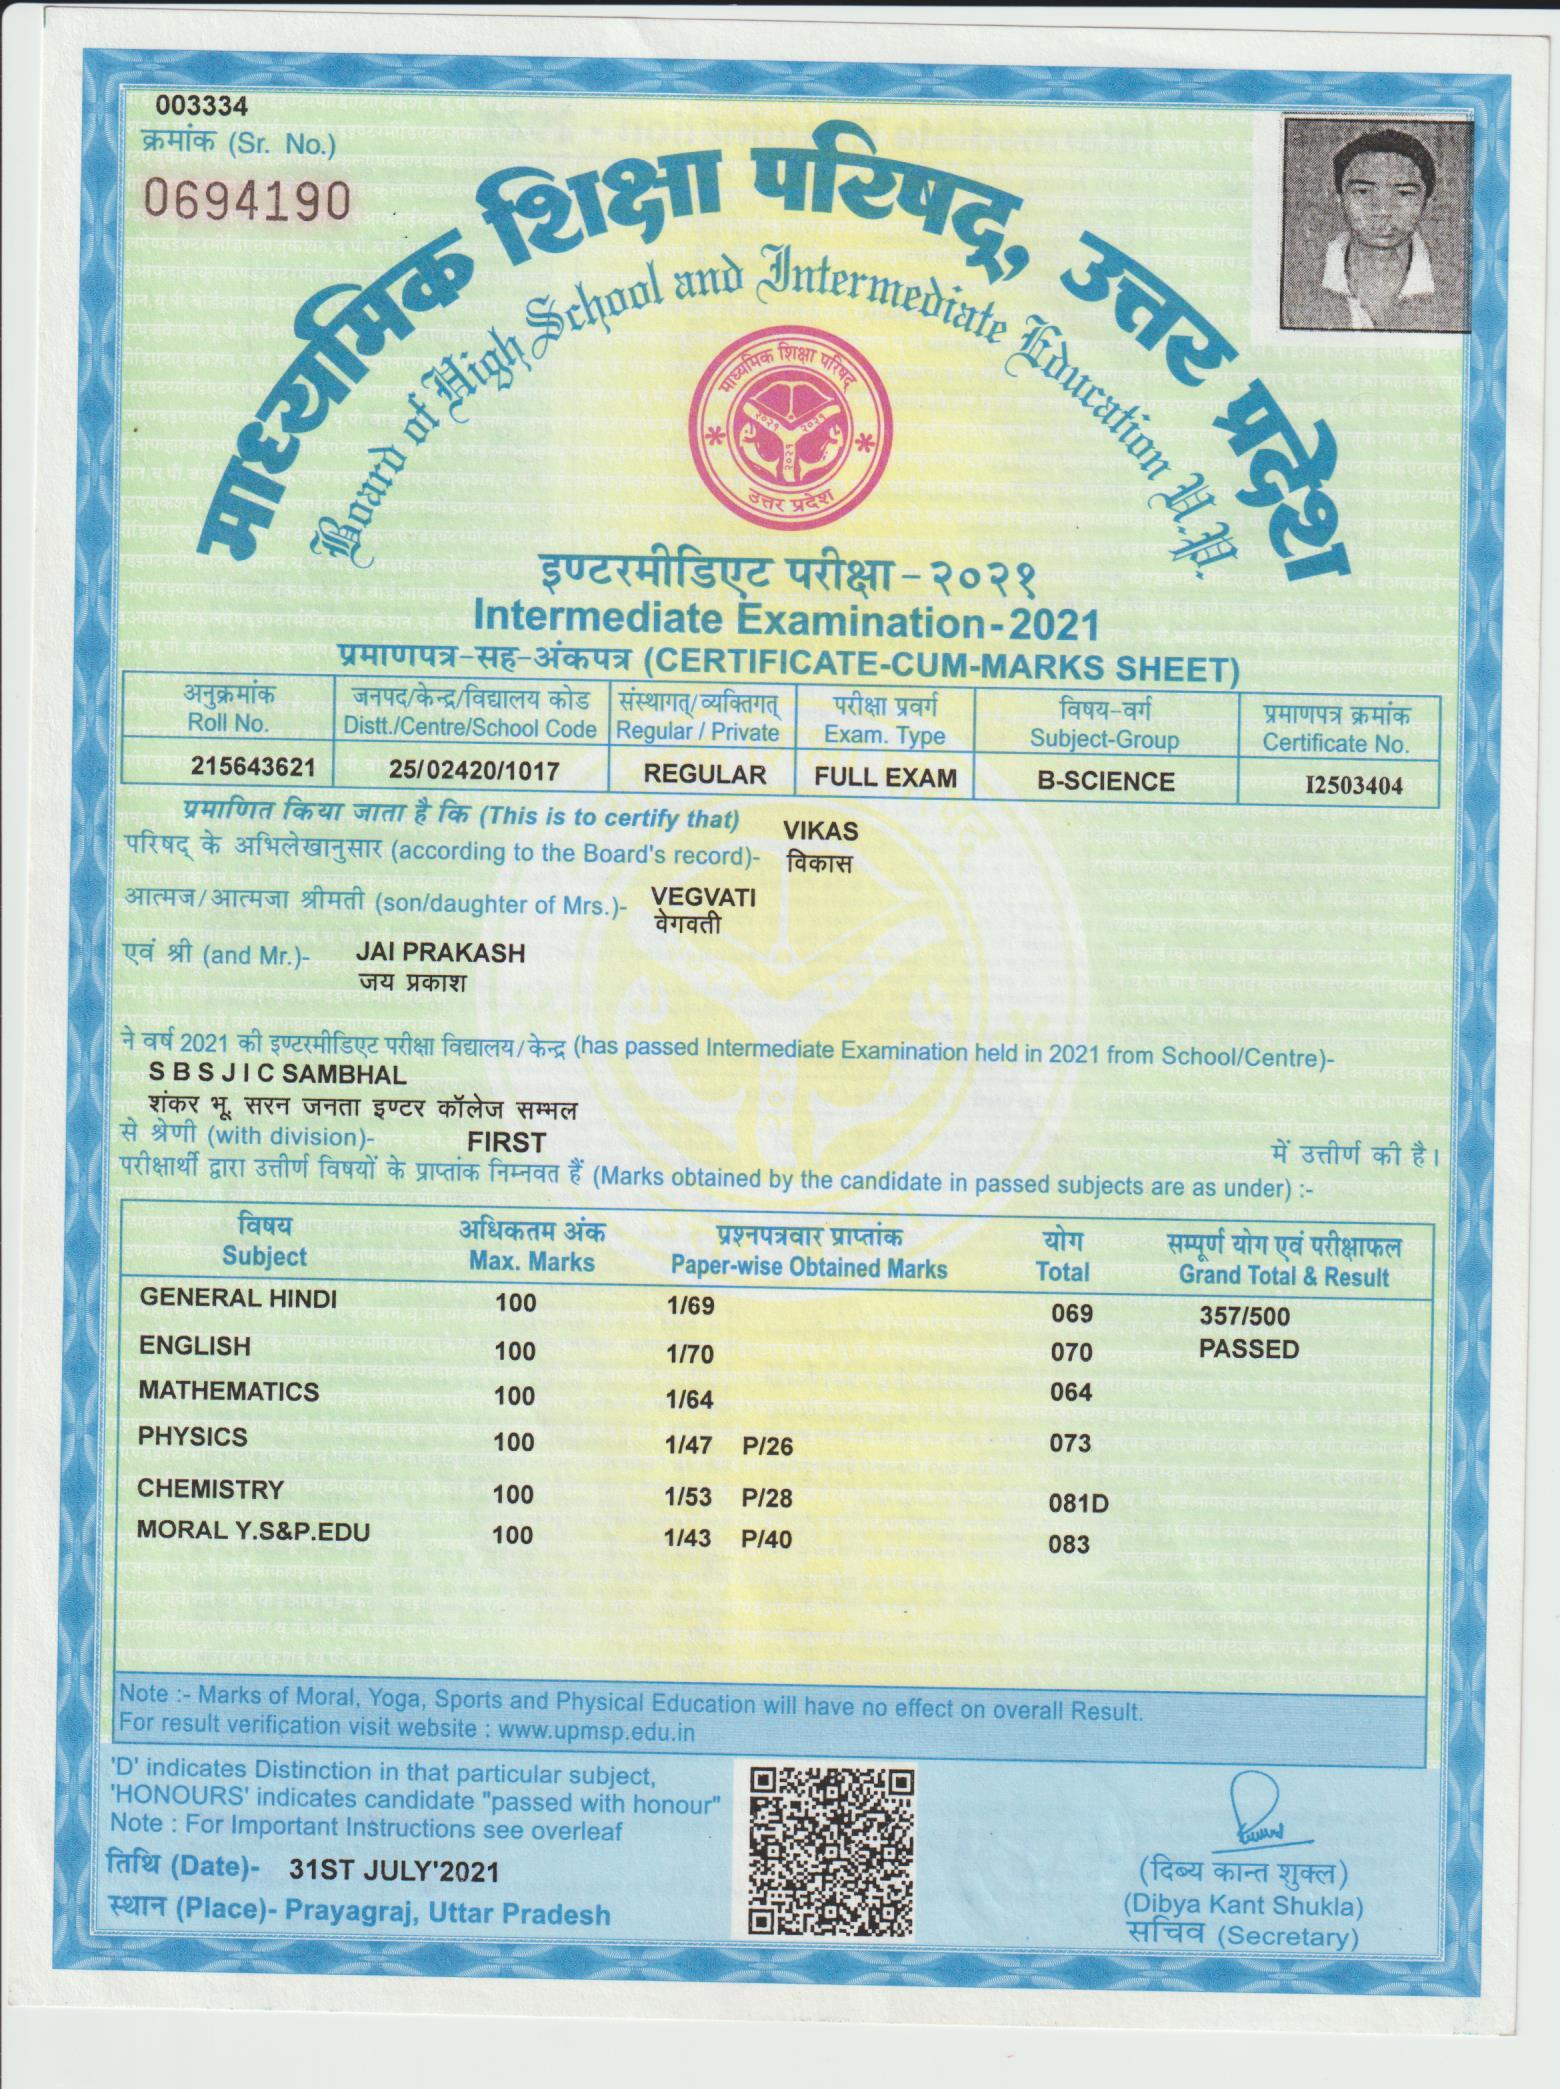 003334
क्रमांक (Sr. No.)
0694190
माध्यमिक शिक्षा परिषद्, उत्तर प्रदेश
Board of High School and Intermediate Education U.P.
माध्यमिक शिक्षा परिषद्
२०२१ २०२१
२०२१
उत्तर प्रदेश
इण्टरमीडिएट परीक्षा - २०२१
Intermediate Examination - 2021
प्रमाणपत्र-सह-अंकपत्र (CERTIFICATE-CUM-MARKS SHEET)
अनुक्रमांक जनपद/केन्द्र/विद्यालय कोड संस्थागत्/व्यक्तिगत् परीक्षा प्रवर्ग विषय-वर्ग प्रमाणपत्र क्रमांक
Roll No. Distt./Centre/School Code Regular / Private Exam. Type Subject-Group Certificate No.
215643621 25/02420/1017 REGULAR FULL EXAM B-SCIENCE I2503404
प्रमाणित किया जाता है कि (This is to certify that) VIKAS
परिषद् के अभिलेखानुसार (according to the Board's record)- विकास
आत्मज/आत्मजा श्रीमती (son/daughter of Mrs.)- VEGVATI
वेगवती
एवं श्री (and Mr.)- JAI PRAKASH
जय प्रकाश
ने वर्ष 2021 की इण्टरमीडिएट परीक्षा विद्यालय/केन्द्र (has passed Intermediate Examination held in 2021 from School/Centre)-
S B S J I C SAMBHAL
शंकर भू. सरन जनता इण्टर कॉलेज सम्भल
से श्रेणी (with division)- FIRST में उत्तीर्ण की है।
परीक्षार्थी द्वारा उत्तीर्ण विषयों के प्राप्तांक निम्नवत हैं (Marks obtained by the candidate in passed subjects are as under) :-
विषय अधिकतम अंक प्रश्नपत्रवार प्राप्तांक योग सम्पूर्ण योग एवं परीक्षाफल
Subject Max. Marks Paper-wise Obtained Marks Total Grand Total & Result
GENERAL HINDI 100 1/69 069 357/500
ENGLISH 100 1/70 070 PASSED
MATHEMATICS 100 1/64 064
PHYSICS 100 1/47 P/26 073
CHEMISTRY 100 1/53 P/28 081D
MORAL Y.S&P.EDU 100 1/43 P/40 083
Note :- Marks of Moral, Yoga, Sports and Physical Education will have no effect on overall Result.
For result verification visit website : www.upmsp.edu.in
'D' indicates Distinction in that particular subject,
'HONOURS' indicates candidate "passed with honour"
Note : For Important Instructions see overleaf
तिथि (Date)- 31ST JULY'2021
स्थान (Place)- Prayagraj, Uttar Pradesh
(दिब्य कान्त शुक्ल)
(Dibya Kant Shukla)
सचिव (Secretary)